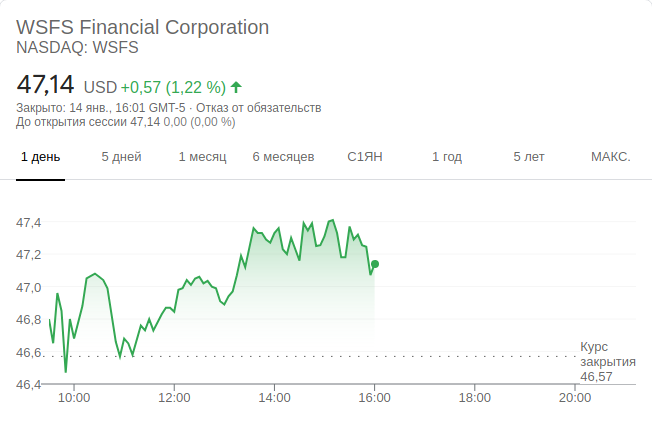 WSFS Financial Corporation
NASDAQ: WSFS
47,14 USD +0,57 (1,22 %)
Закрыто: 14 янв., 16:01 GMT-5 · Отказ от обязательств
До открытия сессии 47,14 0,00 (0,00 %)
1 день 5 дней 1 месяц 6 месяцев С1ЯН 1 год 5 лет МАКС.
47,4
47,2
47,0
46,8
46,6
46,4
Курс
закрытия
46,57
10:00 12:00 14:00 16:00 18:00 20:00